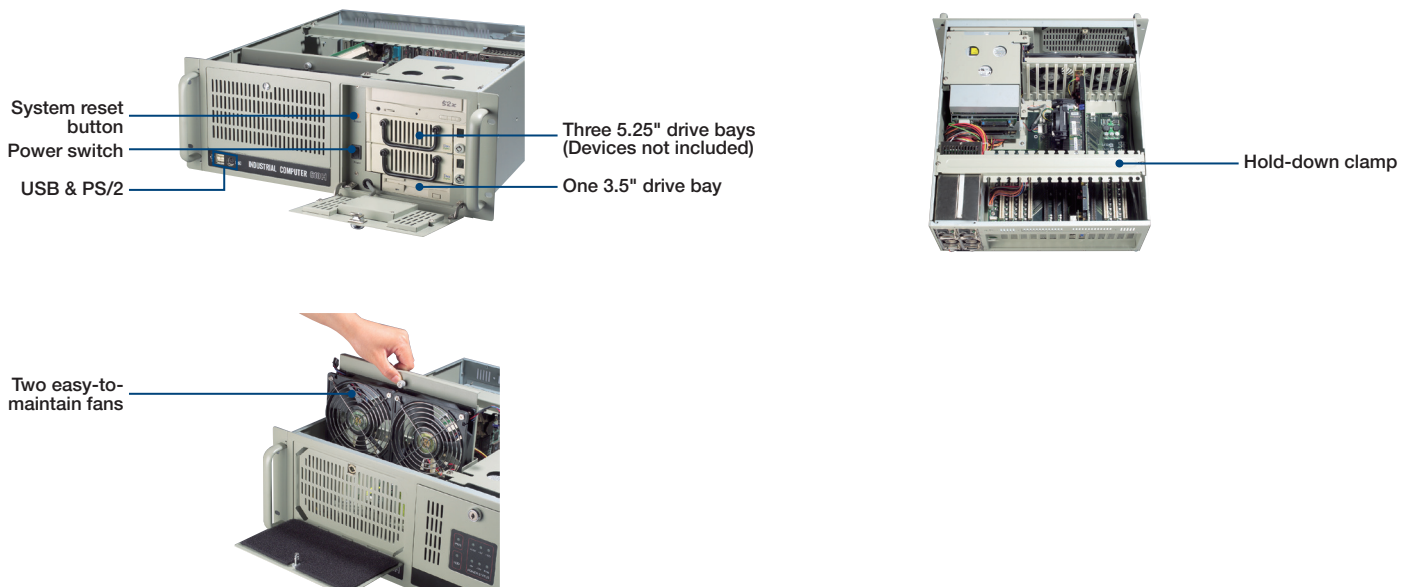 System reset
button
Power switch
USB & PS/2
Three 5.25" drive bays
(Devices not included)
One 3.5" drive bay
52x
INDUSTRIAL COMPUTER
Hold-down clamp
Two easy-to-
maintain fans